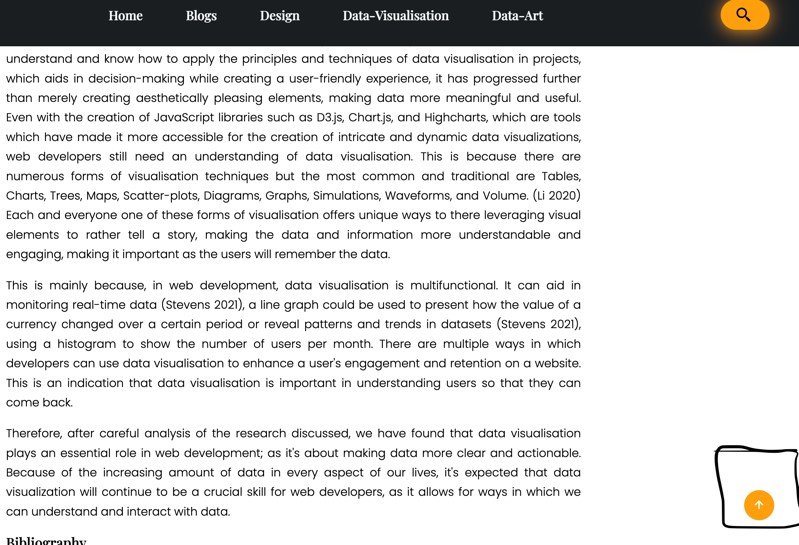 Home Blogs Design Data-Visualisation Data-Art
understand and know how to apply the principles and techniques of data visualisation in projects,
which aids in decision-making while creating a user-friendly experience, it has progressed further
than merely creating aesthetically pleasing elements, making data more meaningful and useful.
Even with the creation of JavaScript libraries such as D3.js, Chart.js, and Highcharts, which are tools
which have made it more accessible for the creation of intricate and dynamic data visualizations,
web developers still need an understanding of data visualisation. This is because there are
numerous forms of visualisation techniques but the most common and traditional are Tables,
Charts, Trees, Maps, Scatter-plots, Diagrams, Graphs, Simulations, Waveforms, and Volume. (Li 2020)
Each and everyone one of these forms of visualisation offers unique ways to there leveraging visual
elements to rather tell a story, making the data and information more understandable and
engaging, making it important as the users will remember the data.
This is mainly because, in web development, data visualisation is multifunctional. It can aid in
monitoring real-time data (Stevens 2021), a line graph could be used to present how the value of a
currency changed over a certain period or reveal patterns and trends in datasets (Stevens 2021),
using a histogram to show the number of users per month. There are multiple ways in which
developers can use data visualisation to enhance a user's engagement and retention on a website.
This is an indication that data visualisation is important in understanding users so that they can
come back.
Therefore, after careful analysis of the research discussed, we have found that data visualisation
plays an essential role in web development; as it's about making data more clear and actionable.
Because of the increasing amount of data in every aspect of our lives, it's expected that data
visualization will continue to be a crucial skill for web developers, as it allows for ways in which we
can understand and interact with data.
Bibliography